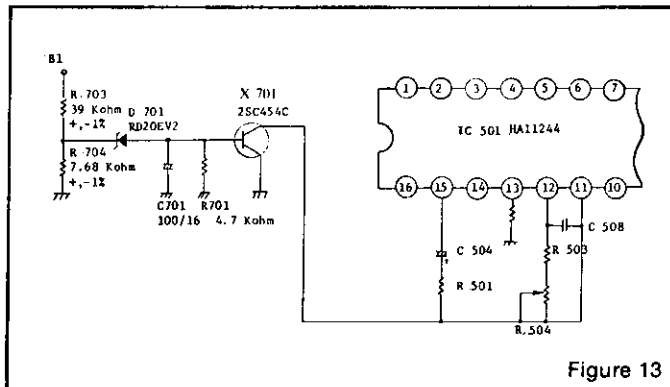 B1
R 703
39 Kohm
+,-1%
D 701
RD20EV2
X 701
2SC454C
R 704
7.68 Kohm
+,-1%
C701
100/16
R701
4.7 Kohm
1 2 3 4 5 6 7
IC 501 HA11244
16 15 14 13 12 11 10
C 504
C 508
R 503
R 501
R.504
Figure 13